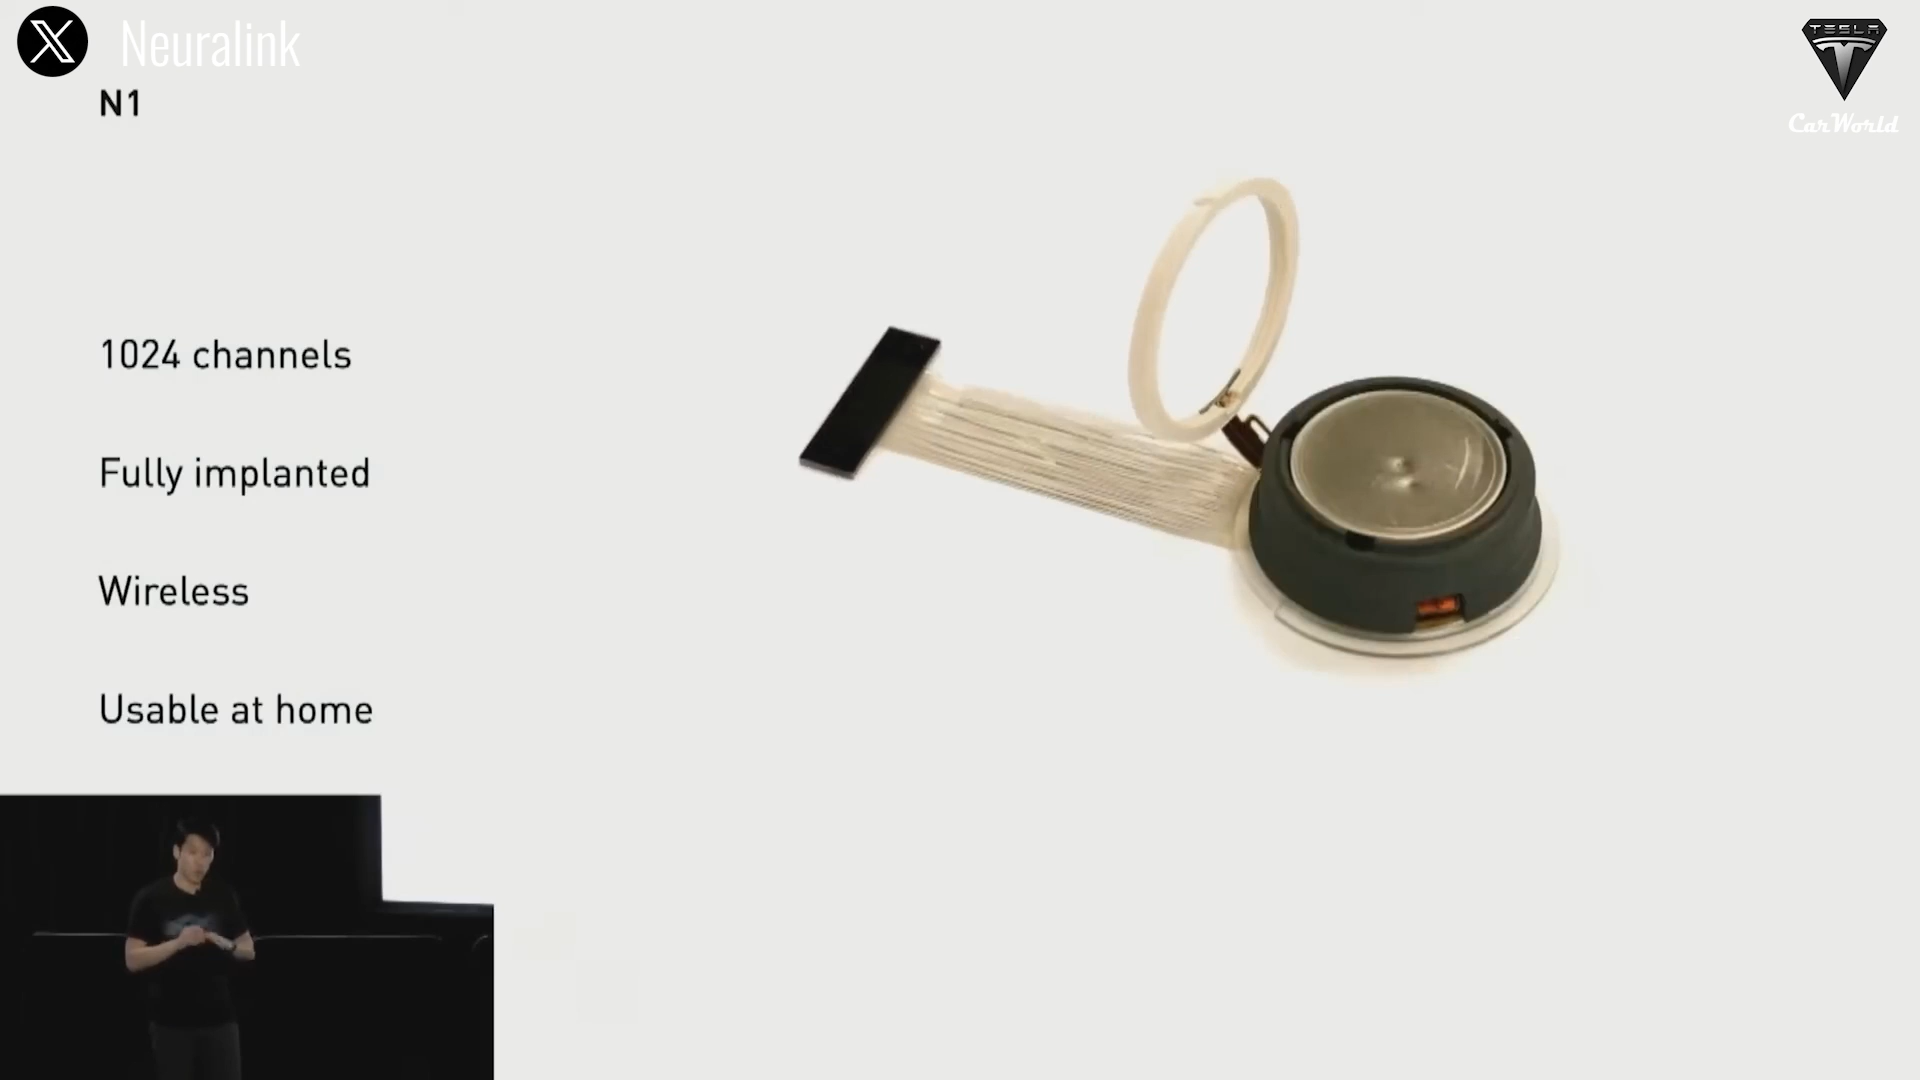 Neuralink
N1
TESLA
CarWorld
1024 channels
Fully implanted
Wireless
Usable at home